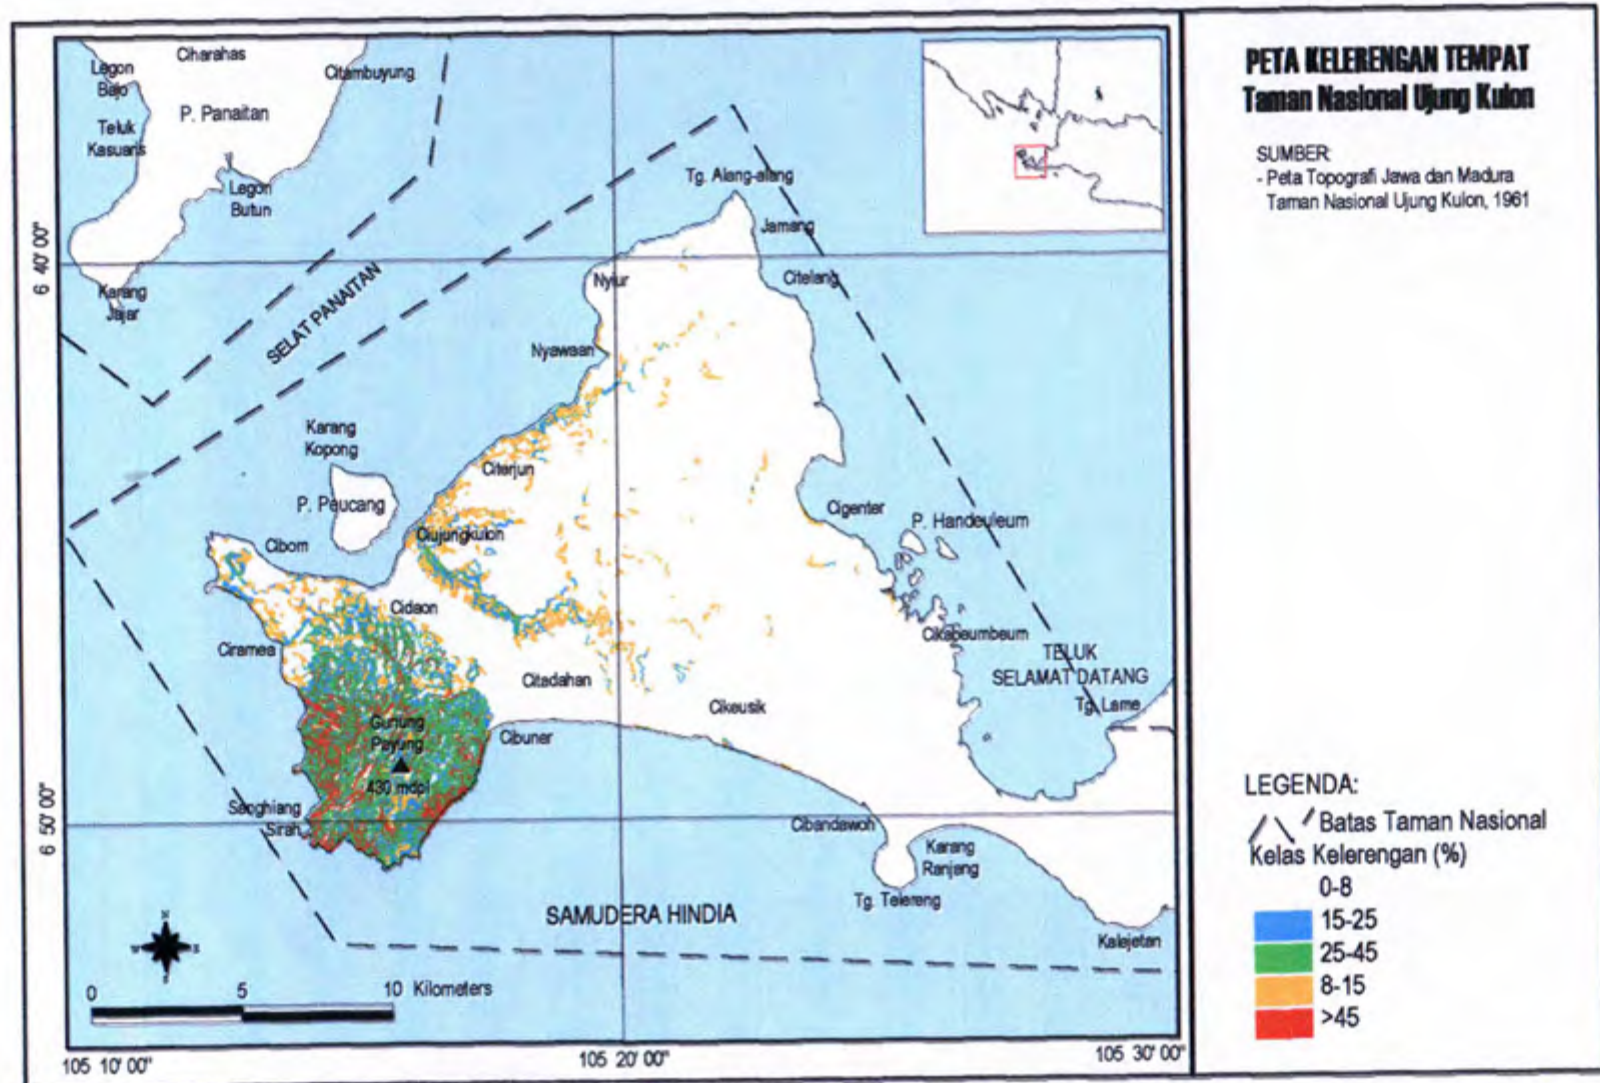 PETA KELERENGAN TEMPAT
Taman Nasional Ujung Kulon
SUMBER:
- Peta Topografi Jawa dan Madura
Taman Nasional Ujung Kulon, 1961
Ciharahas
Legon
Bajo
Citambuyung
P. Panaitan
Teluk
Kasuaris
Legon
Butun
Tg. Alang-alang
Jamang
6 40' 00"
Karang
Jajar
SELAT PANAITAN
Nyiur
Citelang
Nyawaan
Karang
Kopong
Citerjun
P. Peucang
Cigenter
P. Handeuleum
Ciujungkulon
Cibom
Cidaon
Cikabeumbeum
Ciramea
TELUK
SELAMAT DATANG
Citadahan
Tg. Lame
Cikeusik
Gunung
Payung
Cibuner
430 mdpl
6 50' 00"
Sanghiang
Sirah
Cibandawoh
Karang
Ranjang
Tg. Telereng
SAMUDERA HINDIA
Kalejetan
N
W E
S
0 5 10 Kilometers
105 10' 00" 105 20' 00" 105 30' 00"
LEGENDA:
Batas Taman Nasional
Kelas Kelerengan (%)
0-8
15-25
25-45
8-15
>45